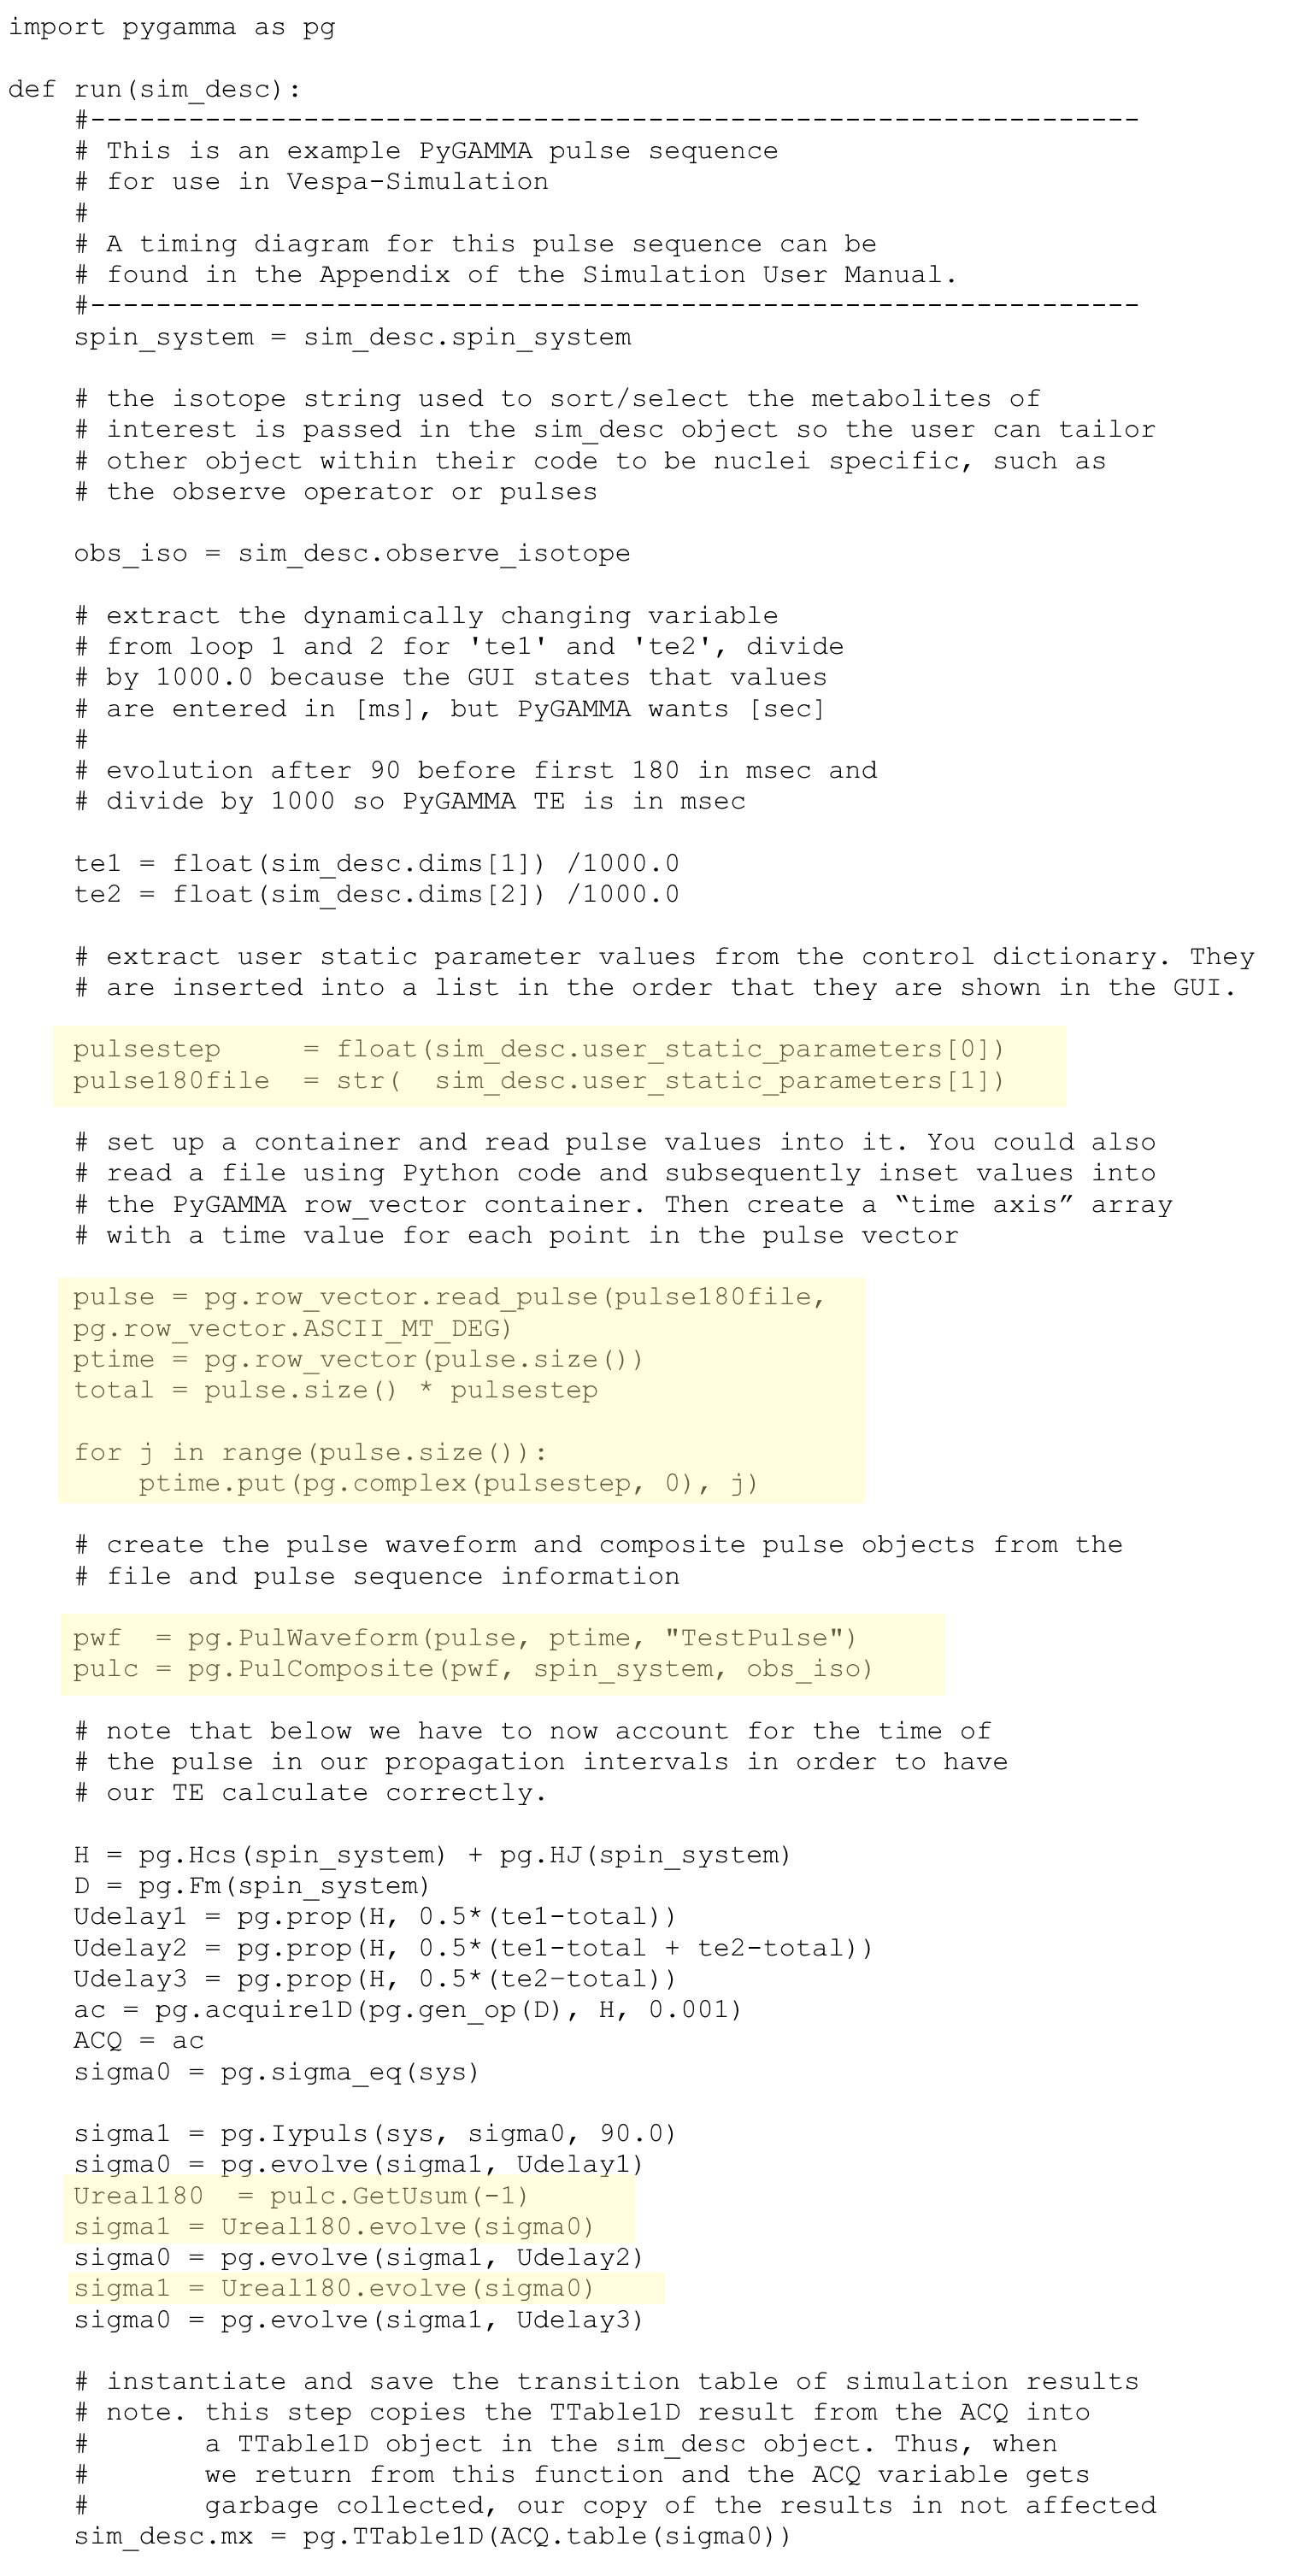 import pygamma as pg
def run(sim_desc):
#----------------------------------------------------------------
# This is an example PyGAMMA pulse sequence
# for use in Vespa-Simulation
#
# A timing diagram for this pulse sequence can be
# found in the Appendix of the Simulation User Manual.
#----------------------------------------------------------------
spin_system = sim_desc.spin_system
# the isotope string used to sort/select the metabolites of
# interest is passed in the sim_desc object so the user can tailor
# other object within their code to be nuclei specific, such as
# the observe operator or pulses
obs_iso = sim_desc.observe_isotope
# extract the dynamically changing variable
# from loop 1 and 2 for 'te1' and 'te2', divide
# by 1000.0 because the GUI states that values
# are entered in [ms], but PyGAMMA wants [sec]
#
# evolution after 90 before first 180 in msec and
# divide by 1000 so PyGAMMA TE is in msec
te1 = float(sim_desc.dims[1]) /1000.0
te2 = float(sim_desc.dims[2]) /1000.0
# extract user static parameter values from the control dictionary. They
# are inserted into a list in the order that they are shown in the GUI.
pulsestep     = float(sim_desc.user_static_parameters[0])
pulse180file  = str(  sim_desc.user_static_parameters[1])
# set up a container and read pulse values into it. You could also
# read a file using Python code and subsequently inset values into
# the PyGAMMA row_vector container. Then create a “time axis” array
# with a time value for each point in the pulse vector
pulse = pg.row_vector.read_pulse(pulse180file,
pg.row_vector.ASCII_MT_DEG)
ptime = pg.row_vector(pulse.size())
total = pulse.size() * pulsestep
for j in range(pulse.size()):
ptime.put(pg.complex(pulsestep, 0), j)
# create the pulse waveform and composite pulse objects from the
# file and pulse sequence information
pwf  = pg.PulWaveform(pulse, ptime, "TestPulse")
pulc = pg.PulComposite(pwf, spin_system, obs_iso)
# note that below we have to now account for the time of
# the pulse in our propagation intervals in order to have
# our TE calculate correctly.
H = pg.Hcs(spin_system) + pg.HJ(spin_system)
D = pg.Fm(spin_system)
Udelay1 = pg.prop(H, 0.5*(te1-total))
Udelay2 = pg.prop(H, 0.5*(te1-total + te2-total))
Udelay3 = pg.prop(H, 0.5*(te2-total))
ac = pg.acquire1D(pg.gen_op(D), H, 0.001)
ACQ = ac
sigma0 = pg.sigma_eq(sys)
sigma1 = pg.Iypuls(sys, sigma0, 90.0)
sigma0 = pg.evolve(sigma1, Udelay1)
Ureal180  = pulc.GetUsum(-1)
sigma1 = Ureal180.evolve(sigma0)
sigma0 = pg.evolve(sigma1, Udelay2)
sigma1 = Ureal180.evolve(sigma0)
sigma0 = pg.evolve(sigma1, Udelay3)
# instantiate and save the transition table of simulation results
# note. this step copies the TTable1D result from the ACQ into
#       a TTable1D object in the sim_desc object. Thus, when
#       we return from this function and the ACQ variable gets
#       garbage collected, our copy of the results in not affected
sim_desc.mx = pg.TTable1D(ACQ.table(sigma0))